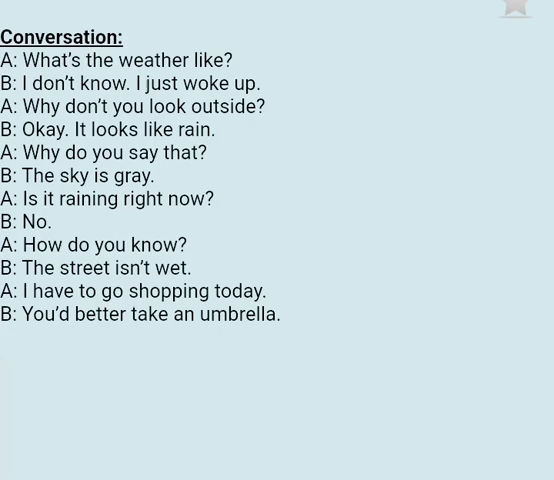 Conversation:
A: What’s the weather like?
B: I don’t know. I just woke up.
A: Why don’t you look outside?
B: Okay. It looks like rain.
A: Why do you say that?
B: The sky is gray.
A: Is it raining right now?
B: No.
A: How do you know?
B: The street isn’t wet.
A: I have to go shopping today.
B: You’d better take an umbrella.